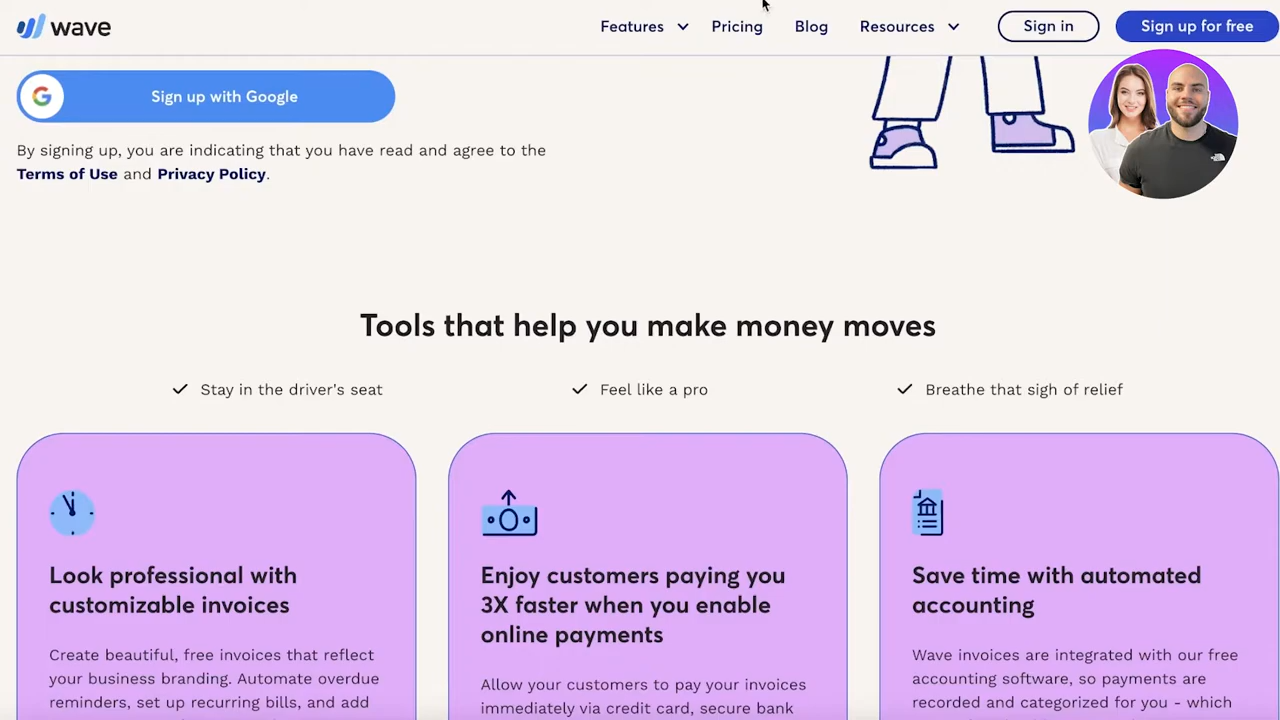 wave
Features Pricing Blog Resources Sign in Sign up for free
G Sign up with Google
By signing up, you are indicating that you have read and agree to the
Terms of Use and Privacy Policy.
Tools that help you make money moves
Stay in the driver's seat
Feel like a pro
Breathe that sigh of relief
Look professional with
customizable invoices
Create beautiful, free invoices that reflect
your business branding. Automate overdue
reminders, set up recurring bills, and add
Enjoy customers paying you
3X faster when you enable
online payments
Allow your customers to pay your invoices
immediately via credit card, secure bank
Save time with automated
accounting
Wave invoices are integrated with our free
accounting software, so payments are
recorded and categorized for you - which